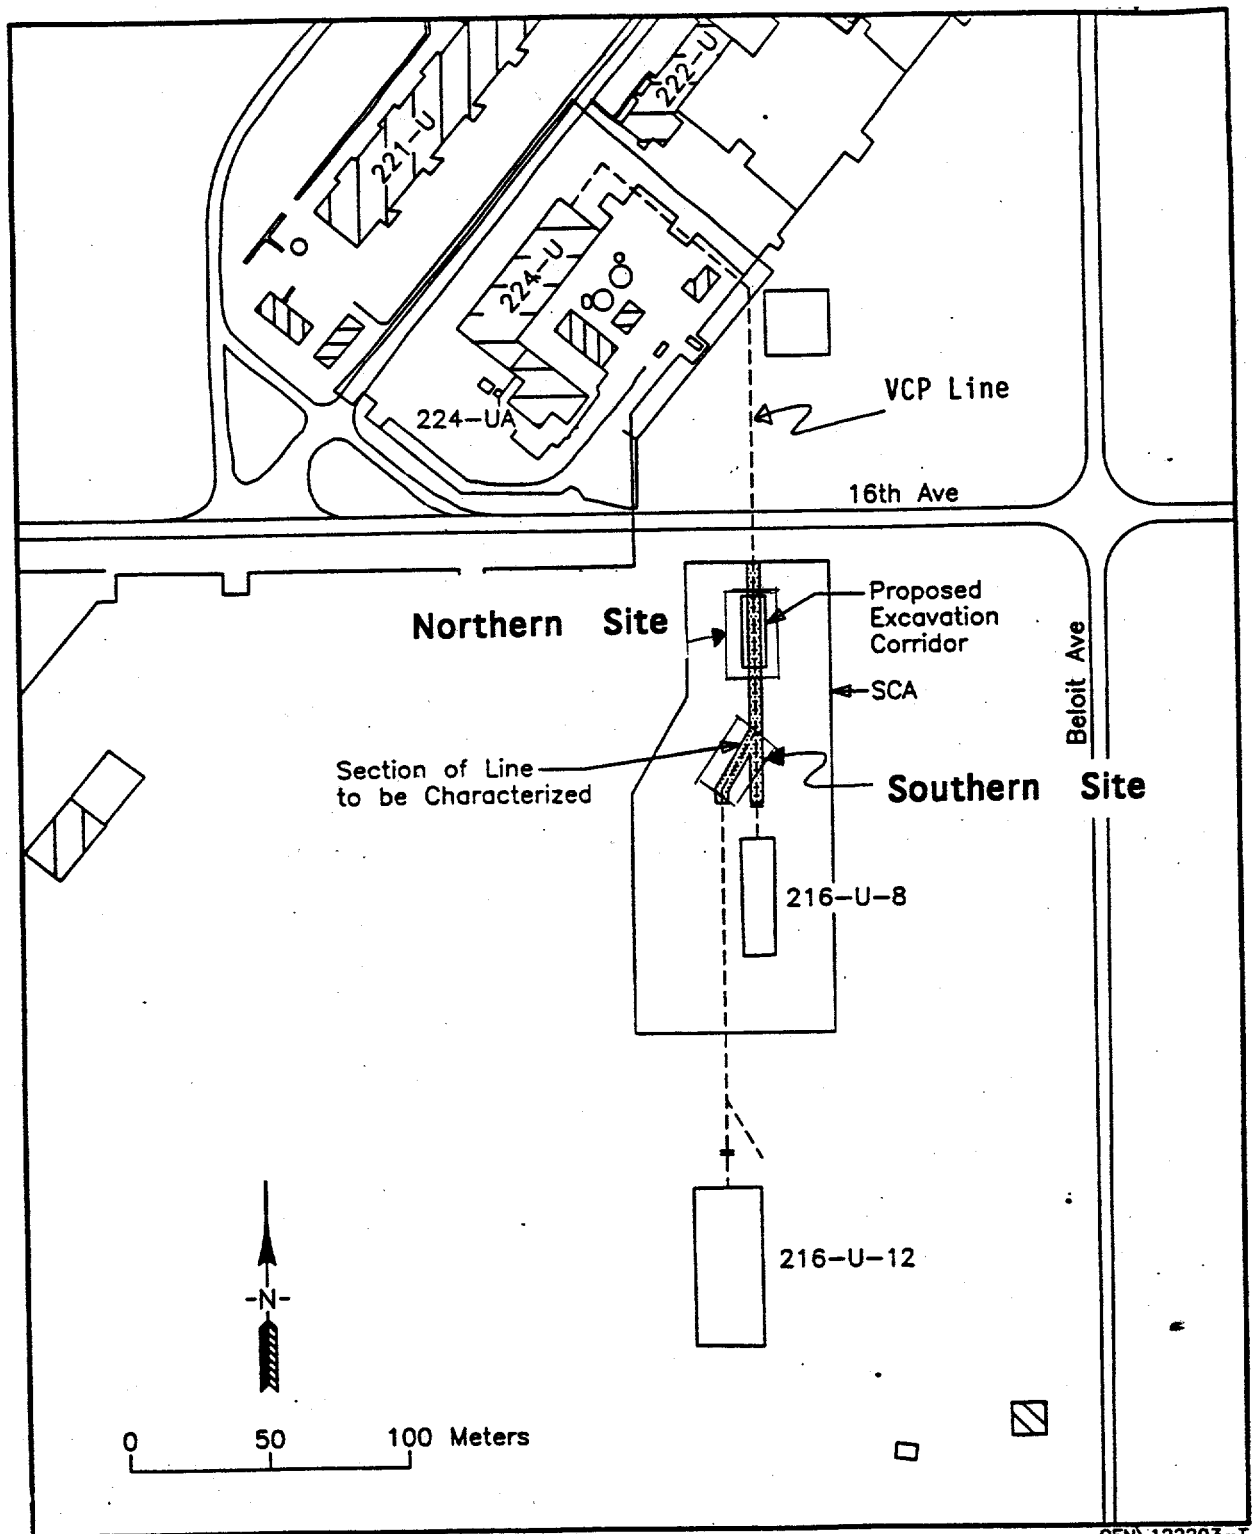 222-U
221-U
224-U
224-UA
VCP Line
16th Ave
Proposed
Excavation
Corridor
Northern Site
SCA
Beloit Ave
Section of Line
to be Characterized
Southern Site
216-U-8
216-U-12
-N-
0 50 100 Meters